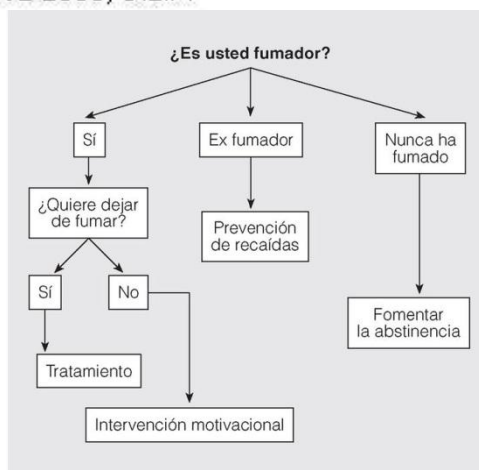 ¿Es usted fumador?
Sí
Ex fumador
Nunca ha
fumado
¿Quiere dejar
de fumar?
Prevención
de recaídas
Sí
No
Fomentar
la abstinencia
Tratamiento
Intervención motivacional